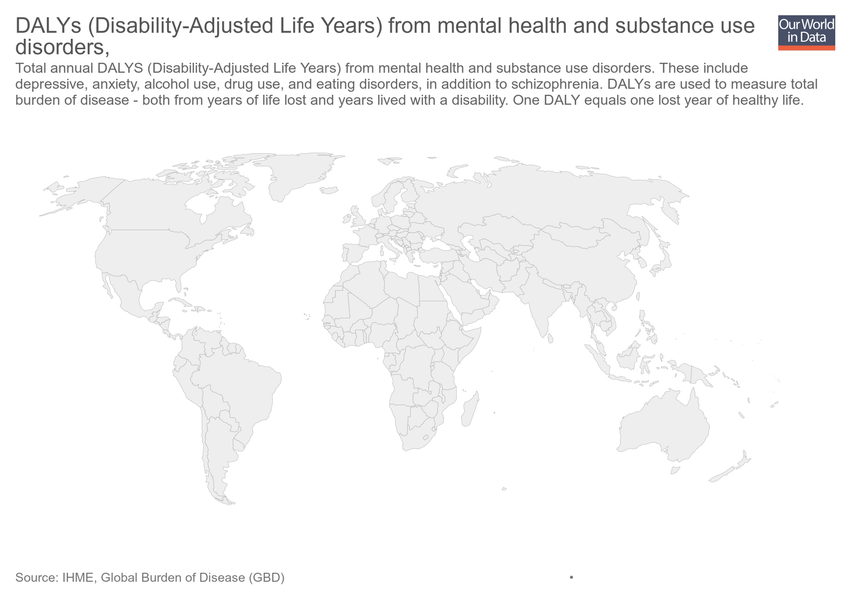 DALYs (Disability-Adjusted Life Years) from mental health and substance use
disorders,
Our World
in Data
Total annual DALYS (Disability-Adjusted Life Years) from mental health and substance use disorders. These include
depressive, anxiety, alcohol use, drug use, and eating disorders, in addition to schizophrenia. DALYs are used to measure total
burden of disease - both from years of life lost and years lived with a disability. One DALY equals one lost year of healthy life.
Source: IHME, Global Burden of Disease (GBD)
•